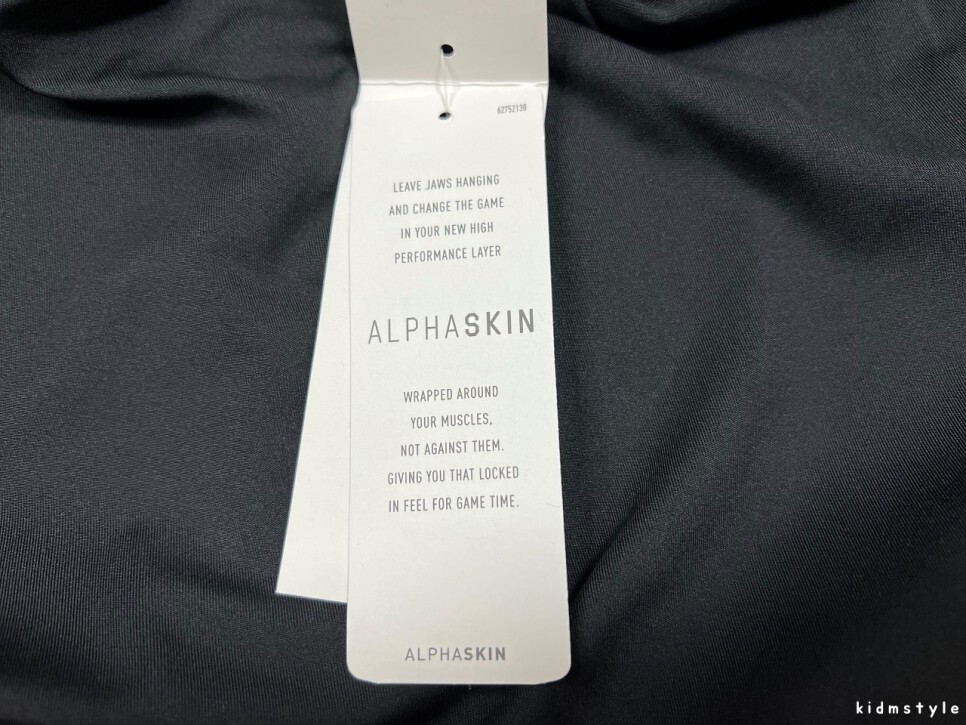 62752130
LEAVE JAWS HANGING
AND CHANGE THE GAME
IN YOUR NEW HIGH
PERFORMANCE LAYER
ALPHASKIN
WRAPPED AROUND
YOUR MUSCLES,
NOT AGAINST THEM.
GIVING YOU THAT LOCKED
IN FEEL FOR GAME TIME.
ALPHASKIN
kidmstyle